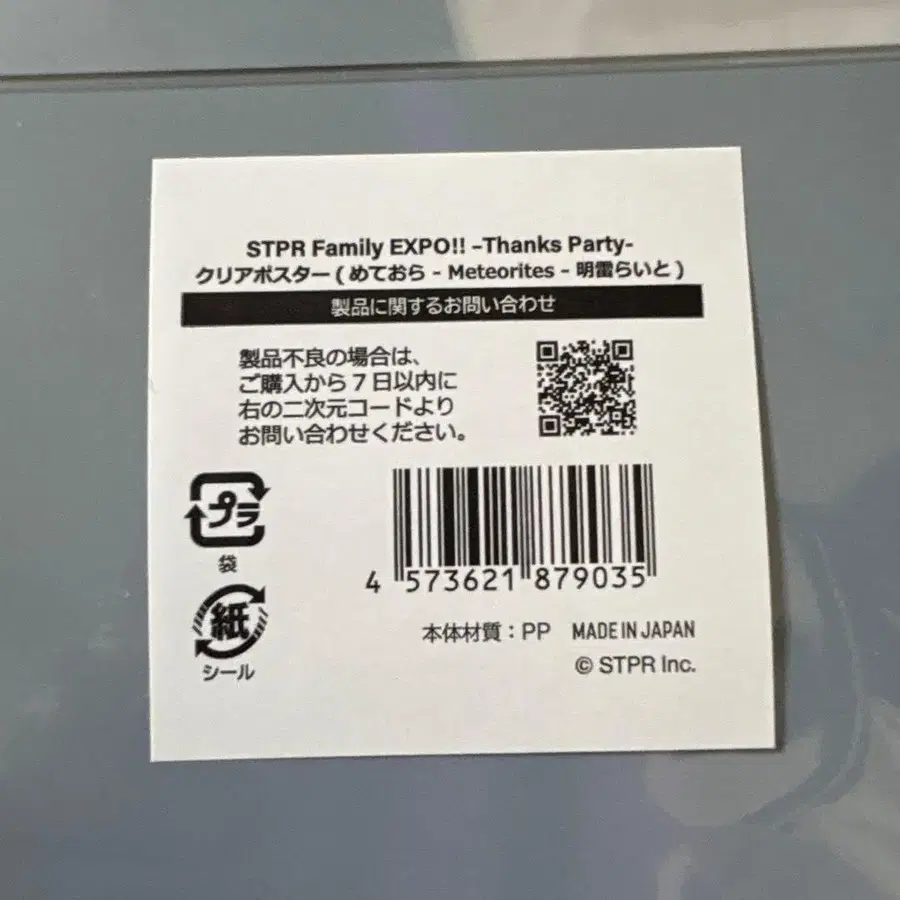 STPR Family EXPO!! -Thanks Party-
クリアポスター ( めておら - Meteorites - 明雷らいと )
製品に関するお問い合わせ
製品不良の場合は、
ご購入から 7 日以内に
右の二次元コードより
お問い合わせください。
プラ
袋
紙
シール
4 573621 879035
本体材質：PP MADE IN JAPAN
© STPR Inc.